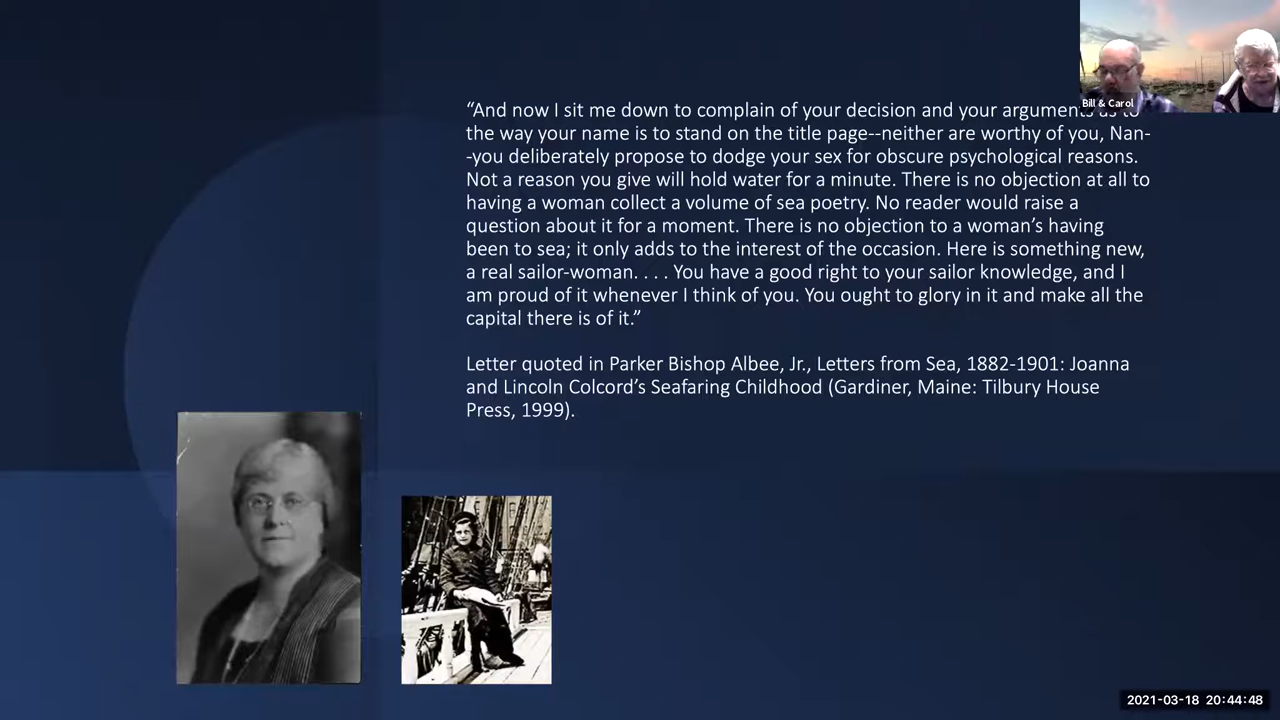 Bill & Carol
“And now I sit me down to complain of your decision and your arguments as to
the way your name is to stand on the title page--neither are worthy of you, Nan-
-you deliberately propose to dodge your sex for obscure psychological reasons.
Not a reason you give will hold water for a minute. There is no objection at all to
having a woman collect a volume of sea poetry. No reader would raise a
question about it for a moment. There is no objection to a woman’s having
been to sea; it only adds to the interest of the occasion. Here is something new,
a real sailor-woman. . . . You have a good right to your sailor knowledge, and I
am proud of it whenever I think of you. You ought to glory in it and make all the
capital there is of it.”
Letter quoted in Parker Bishop Albee, Jr., Letters from Sea, 1882-1901: Joanna
and Lincoln Colcord’s Seafaring Childhood (Gardiner, Maine: Tilbury House
Press, 1999).
2021-03-18 20:44:48